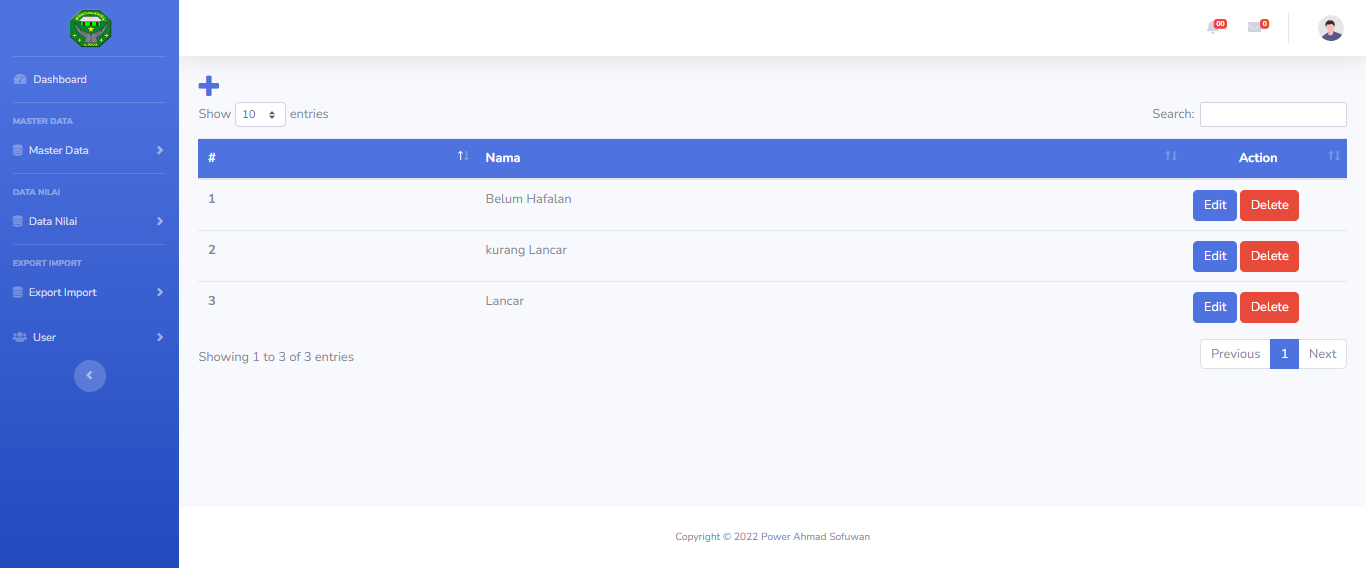 00
0
Dashboard
MASTER DATA
Master Data
DATA NILAI
Data Nilai
EXPORT IMPORT
Export Import
User
Show 10 entries
Search:
# Nama Action
1 Belum Hafalan Edit Delete
2 kurang Lancar Edit Delete
3 Lancar Edit Delete
Showing 1 to 3 of 3 entries
Previous 1 Next
Copyright © 2022 Power Ahmad Sofuwan